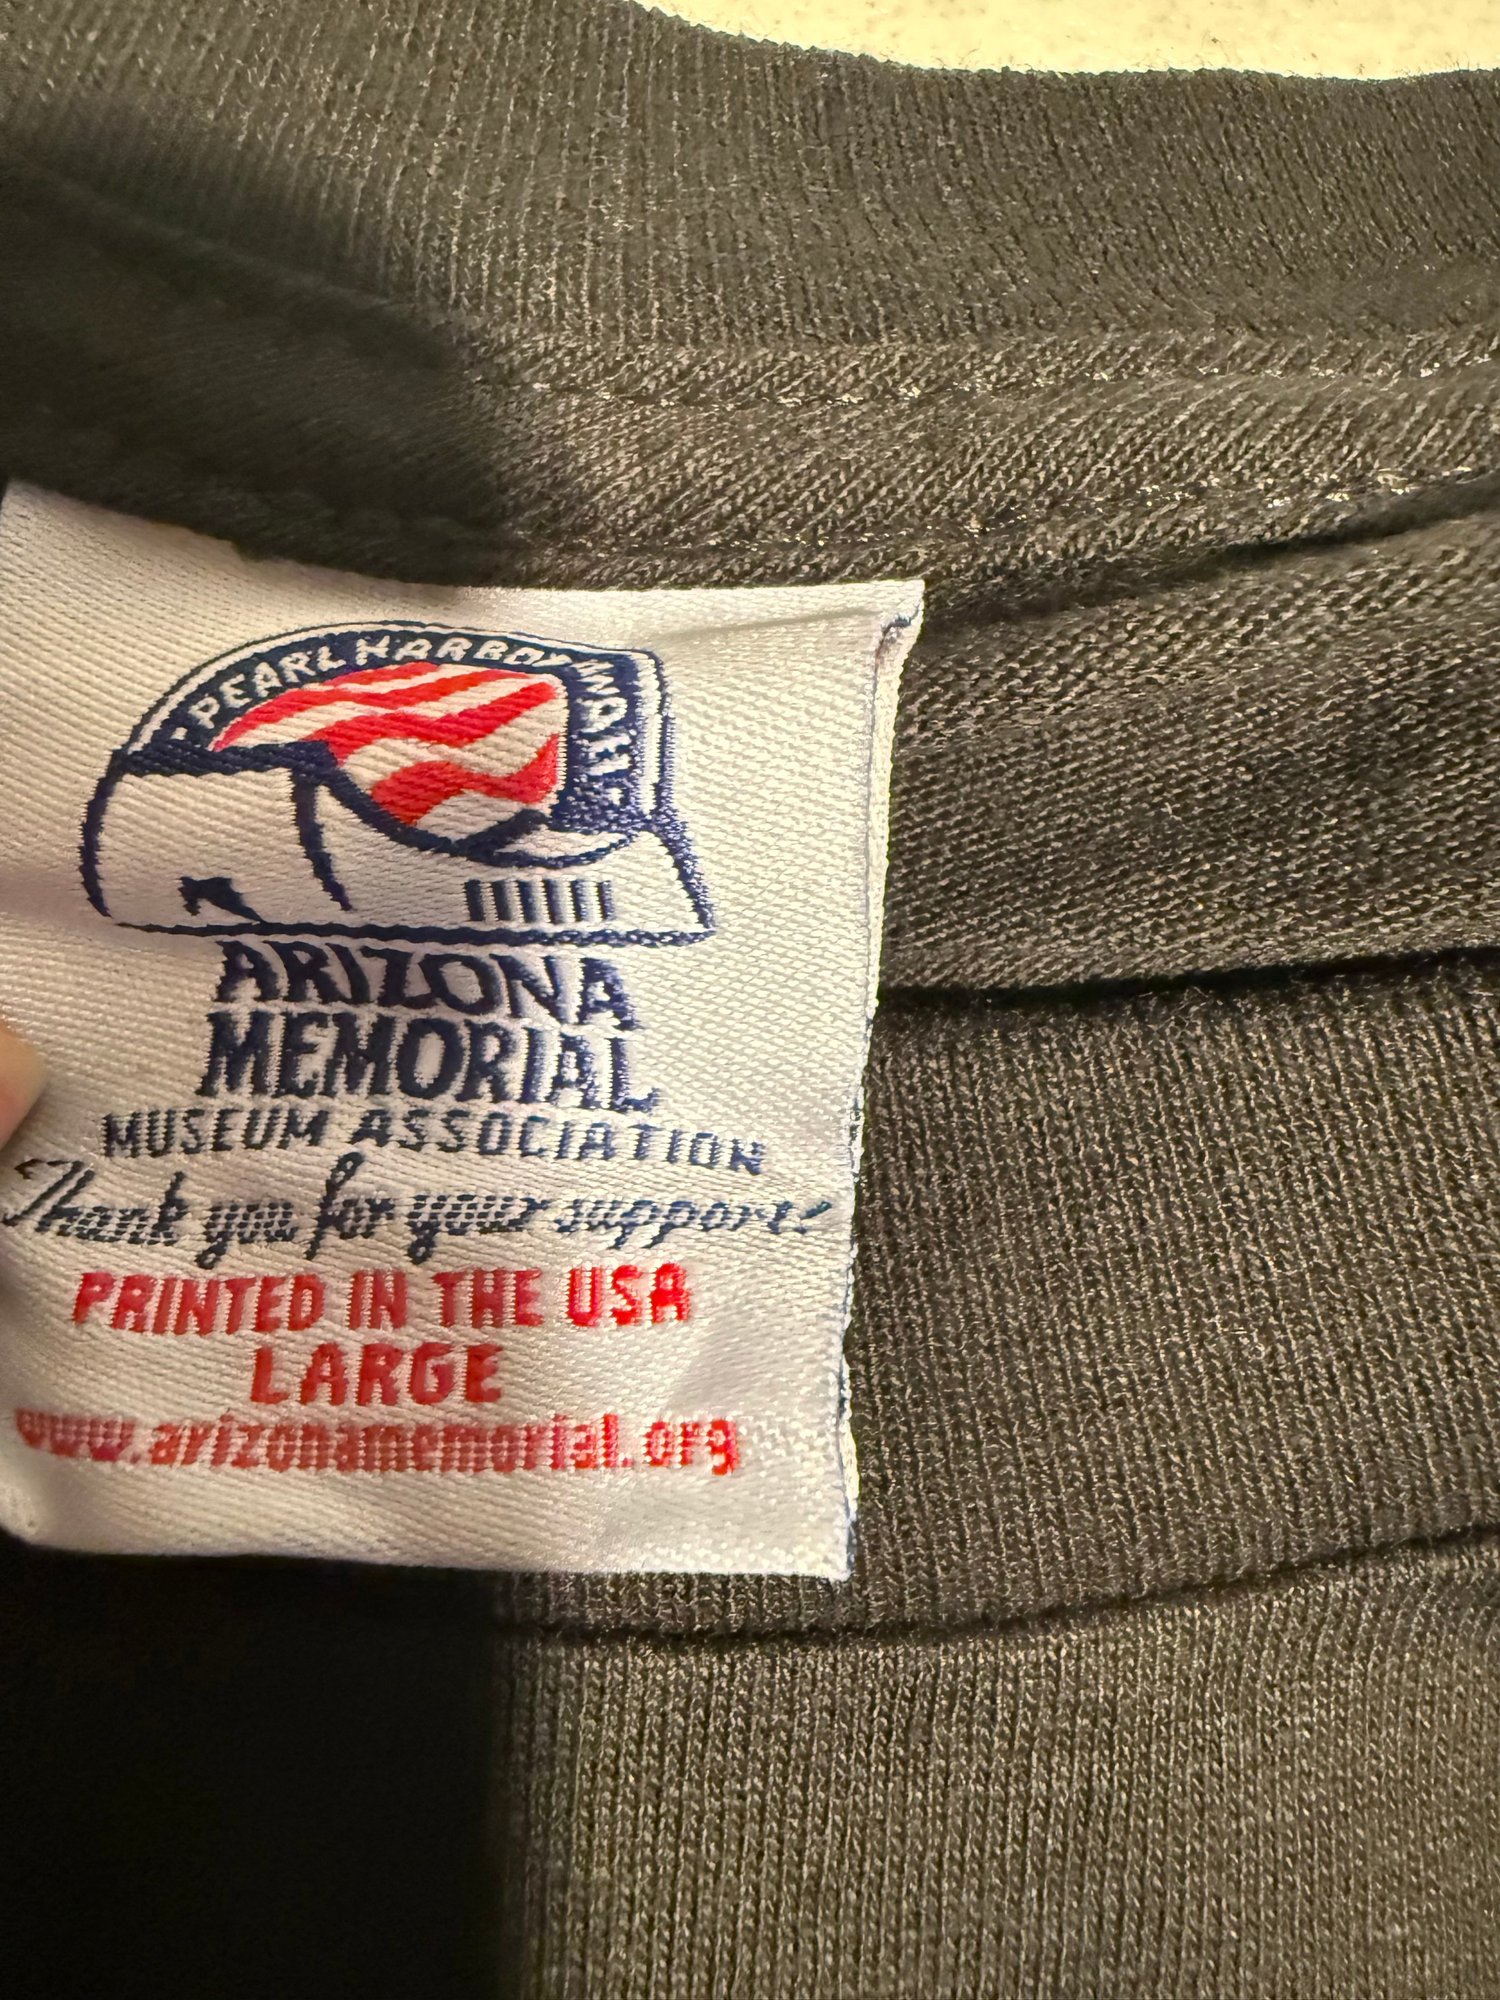 PEARL HARBOR HAWAII
ARIZONA
MEMORIAL
MUSEUM ASSOCIATION
Thank you for your support!
PRINTED IN THE USA
LARGE
www.arizonamemorial.org